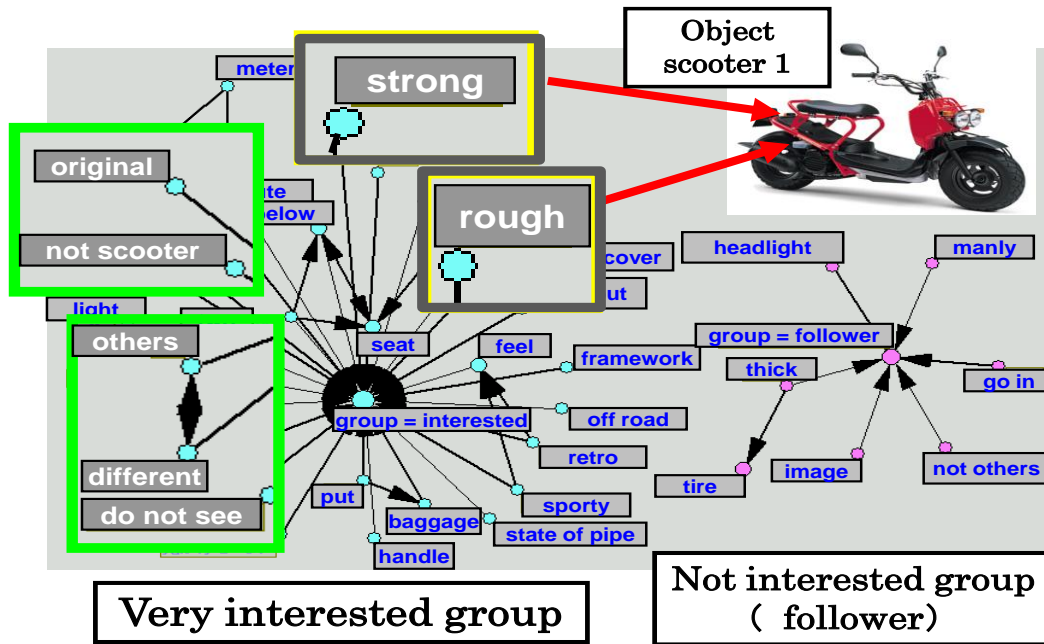 Object
scooter 1
meter
strong
original
not scooter
below
rough
cover
light
seat
feel
framework
group = interested
off road
retro
sporty
state of pipe
put
baggage
handle
others
different
do not see
headlight
manly
group = follower
thick
go in
tire
image
not others
Very interested group
Not interested group
( follower)